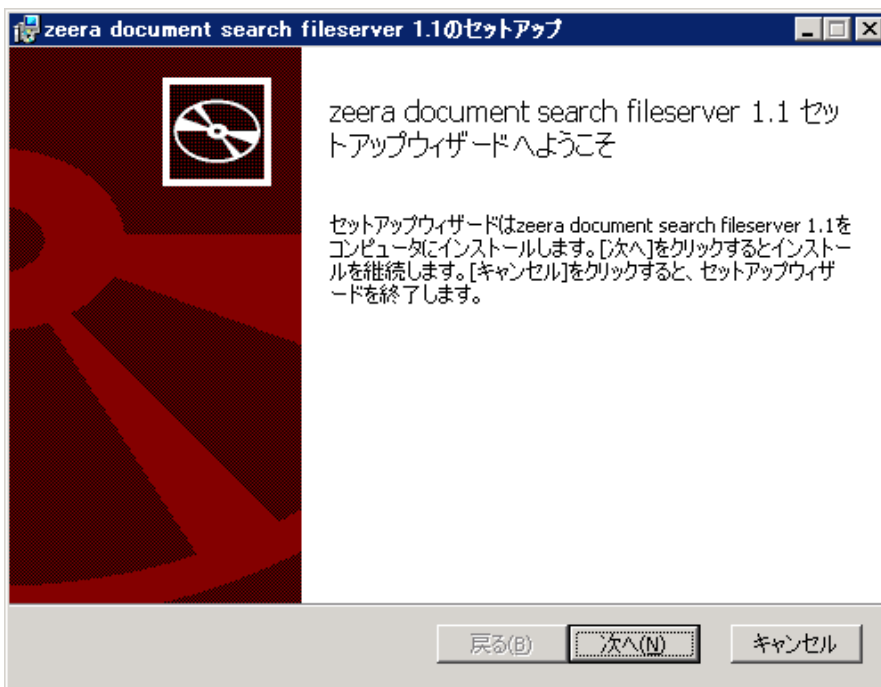 zeera document search fileserver 1.1のセットアップ
zeera document search fileserver 1.1 セッ
トアップウィザードへようこそ
セットアップウィザードはzeera document search fileserver 1.1を
コンピュータにインストールします。[次へ]をクリックするとインストー
ルを継続します。[キャンセル]をクリックすると、セットアップウィザ
ードを終了します。
戻る(B) 次へ(N) キャンセル